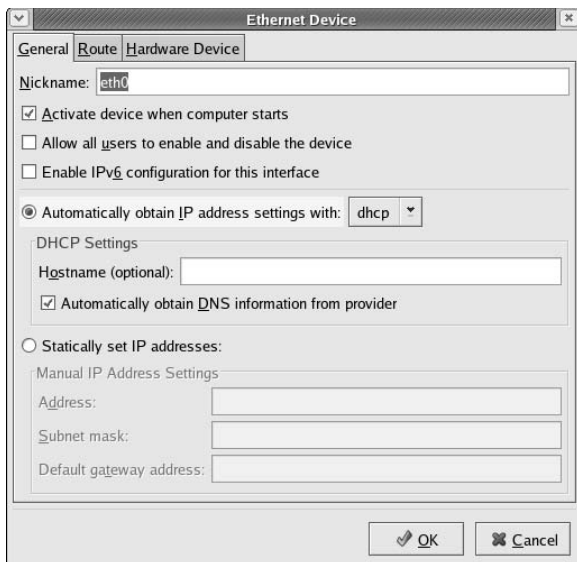 Ethernet Device
General Route Hardware Device
Nickname: eth0
Activate device when computer starts
Allow all users to enable and disable the device
Enable IPv6 configuration for this interface
Automatically obtain IP address settings with: dhcp
DHCP Settings
Hostname (optional):
Automatically obtain DNS information from provider
Statically set IP addresses:
Manual IP Address Settings
Address:
Subnet mask:
Default gateway address:
OK Cancel